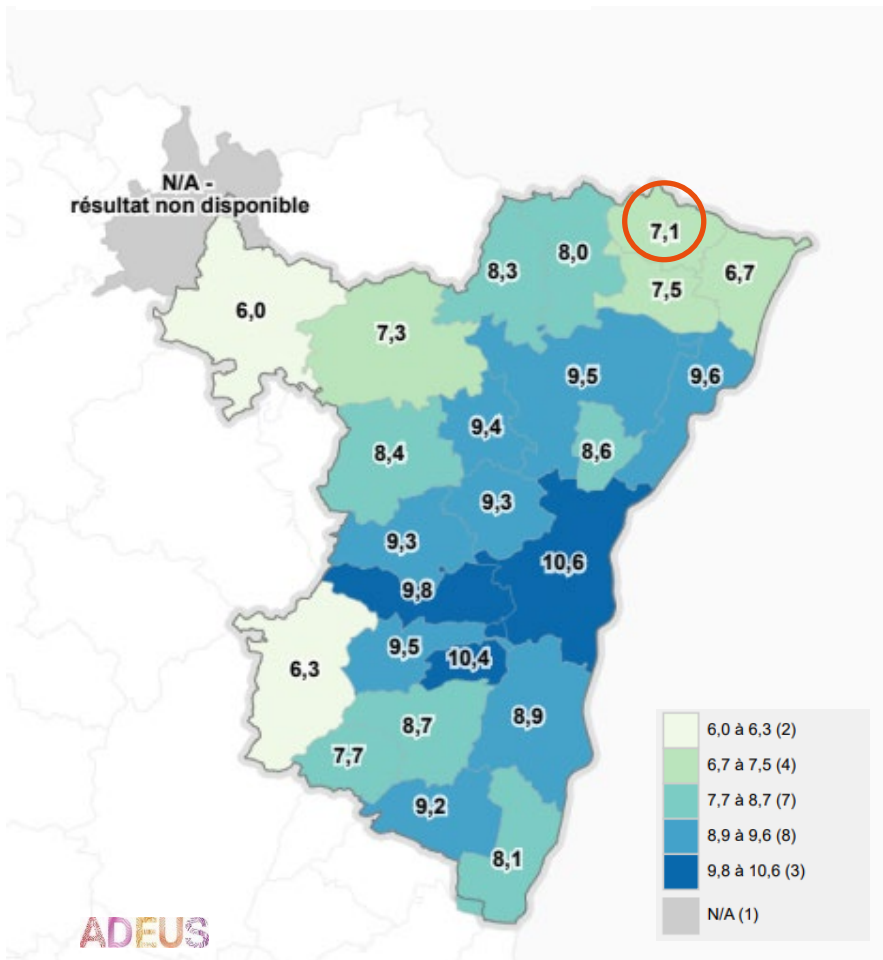 N/A -
résultat non disponible
7,1
8,0
8,3
6,7
7,5
6,0
7,3
9,5
9,6
9,4
8,4
8,6
9,3
9,3
10,6
9,8
9,5
10,4
6,3
8,9
8,7
7,7
9,2
8,1
6,0 à 6,3 (2)
6,7 à 7,5 (4)
7,7 à 8,7 (7)
8,9 à 9,6 (8)
9,8 à 10,6 (3)
N/A (1)
ADEUS